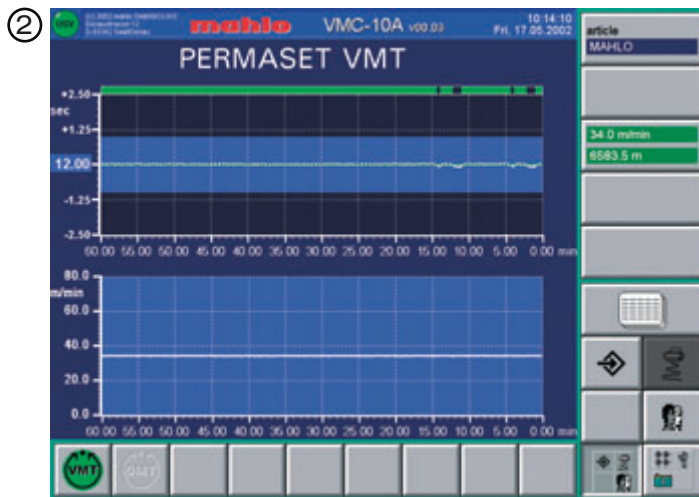 ②
mahlo
VMC-10A v00.03
10:14:10
Fri, 17.05.2002
PERMASET VMT
+2.50
sec
+1.25
12.00
-1.25
-2.50
60.00 55.00 50.00 45.00 40.00 35.00 30.00 25.00 20.00 15.00 10.00 5.00 0.00 min
80.0
m/min
60.0
40.0
20.0
0.0
60.00 55.00 50.00 45.00 40.00 35.00 30.00 25.00 20.00 15.00 10.00 5.00 0.00 min
VMT
article
MAHLO
34.0 m/min
6583.5 m